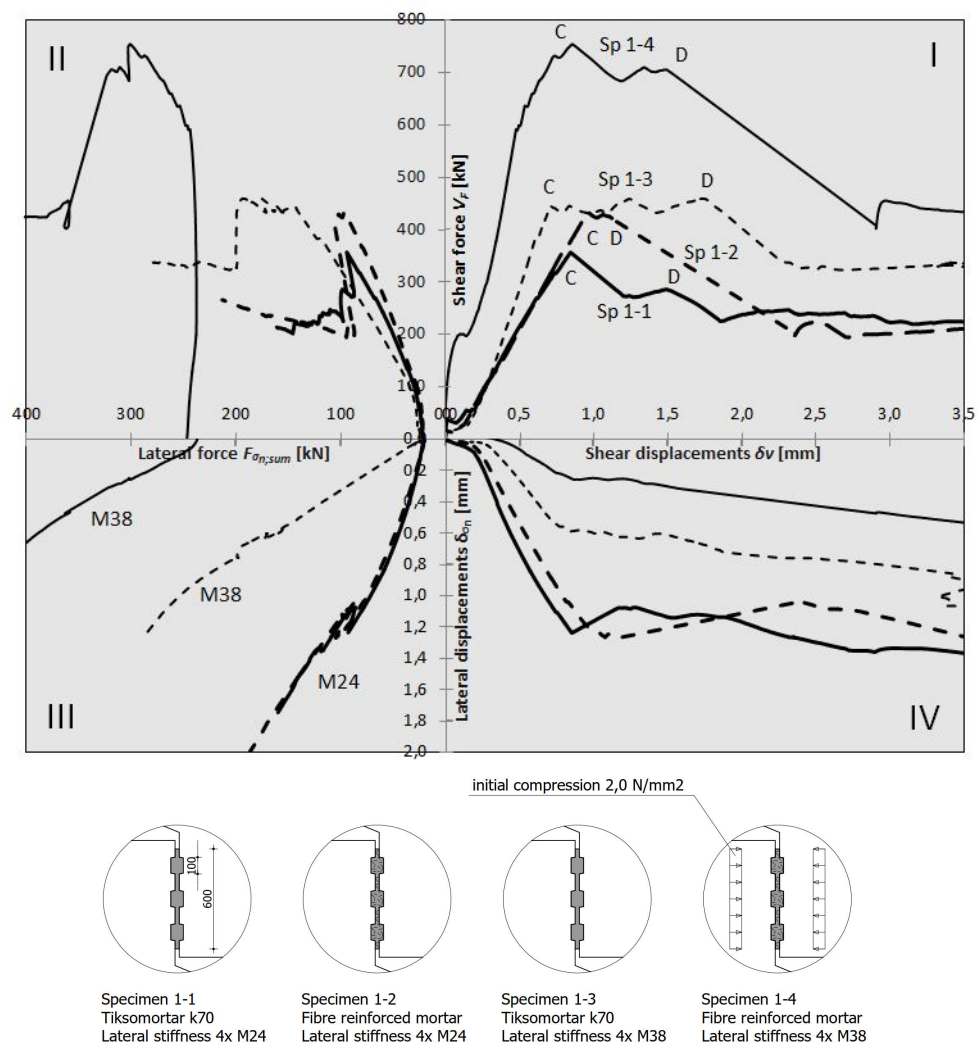 800
II
C
Sp 1-4
D
I
700
600
Shear force V_F [kN]
500
C
Sp 1-3
D
400
C D
Sp 1-2
300
C
D
Sp 1-1
200
100
400 300 200 100 0 0,5 1,0 1,5 2,0 2,5 3,0 3,5
Lateral force F_σn;sum [kN]
0,
Shear displacements δv [mm]
0,2
Lateral displacements δ_σn [mm]
0,4
M38
0,6
0,8
M38
1,0
1,2
1,4
M24
1,6
III
1,8
IV
2,0
initial compression 2,0 N/mm2
100
600
Specimen 1-1
Tiksomortar k70
Lateral stiffness 4x M24
Specimen 1-2
Fibre reinforced mortar
Lateral stiffness 4x M24
Specimen 1-3
Tiksomortar k70
Lateral stiffness 4x M38
Specimen 1-4
Fibre reinforced mortar
Lateral stiffness 4x M38